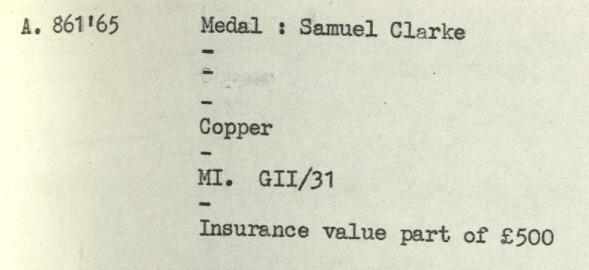 A. 861'65 Medal : Samuel Clarke
-
-
-
Copper
-
MI. GII/31
-
Insurance value part of £500